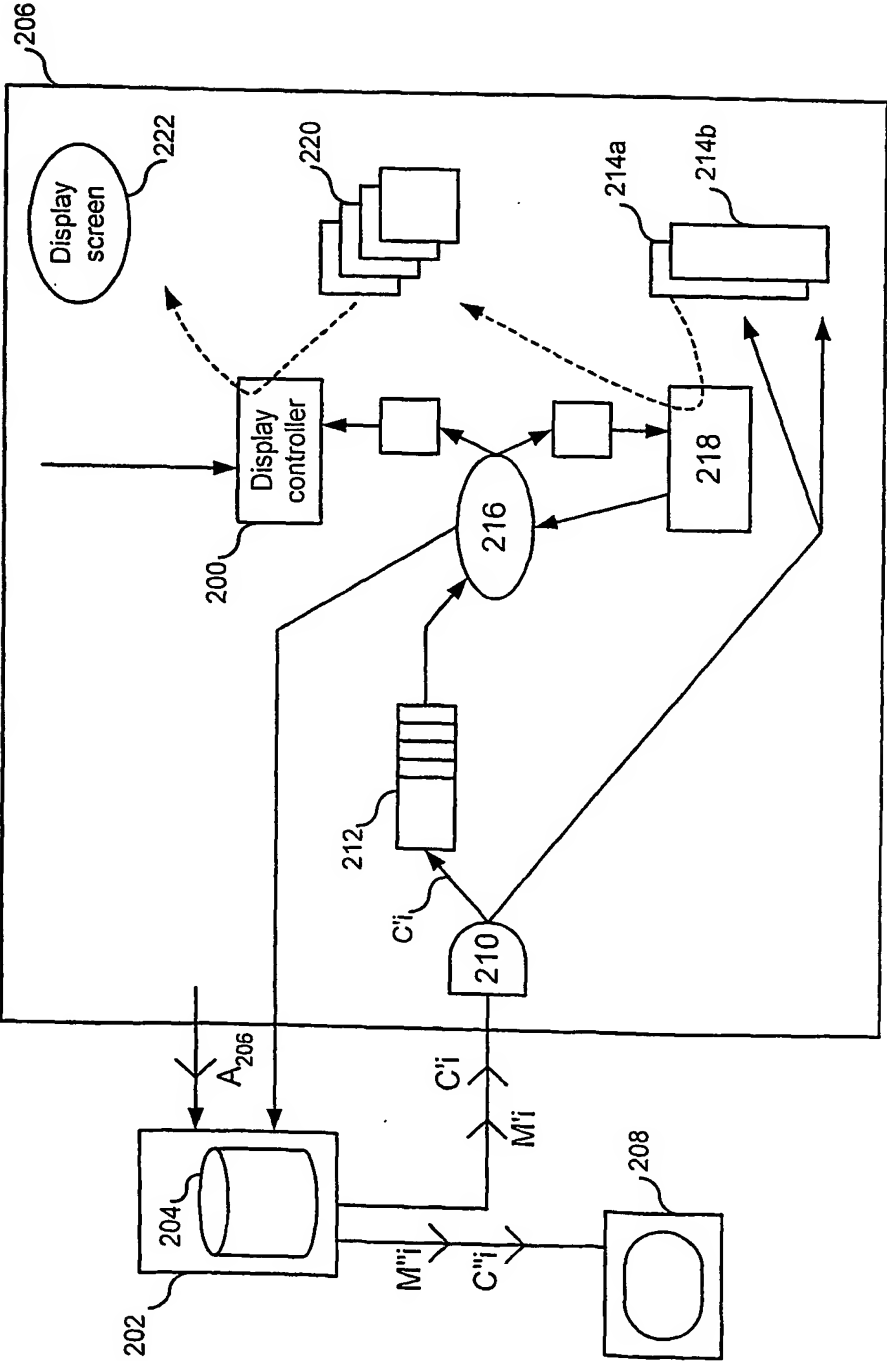 206
Display
screen
222
202
204
A206
200
Display
controller
220
212
C'i
M"i
C"i
C'i
M'i
210
216
214a
214b
208
218